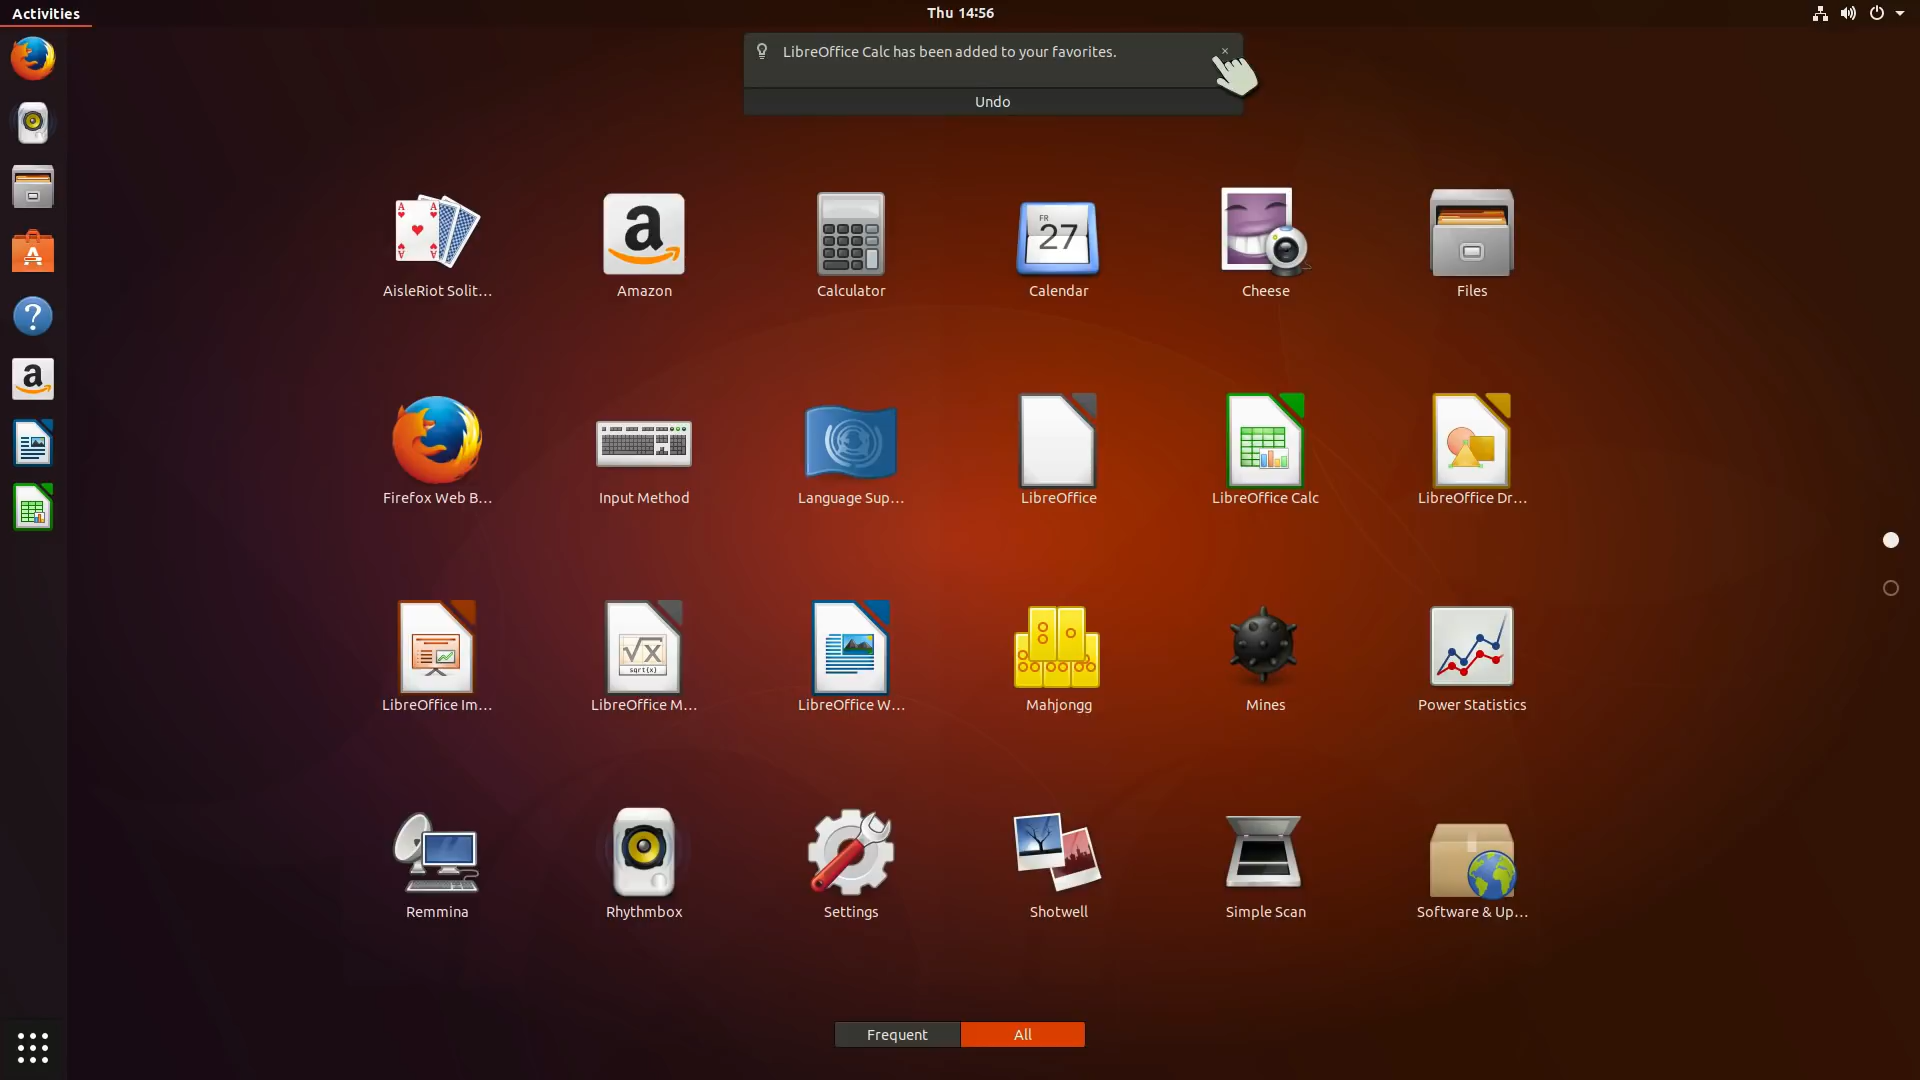 Activities
Thu 14:56
LibreOffice Calc has been added to your favorites.
Undo
AisleRiot Solit…
Amazon
Calculator
FR
27
Calendar
Cheese
Files
Firefox Web B…
Input Method
Language Sup…
LibreOffice
LibreOffice Calc
LibreOffice Dr…
LibreOffice Im…
√X
sqrt(x)
LibreOffice M…
LibreOffice W…
Mahjongg
Mines
Power Statistics
Remmina
Rhythmbox
Settings
Shotwell
Simple Scan
Software & Up…
Frequent
All